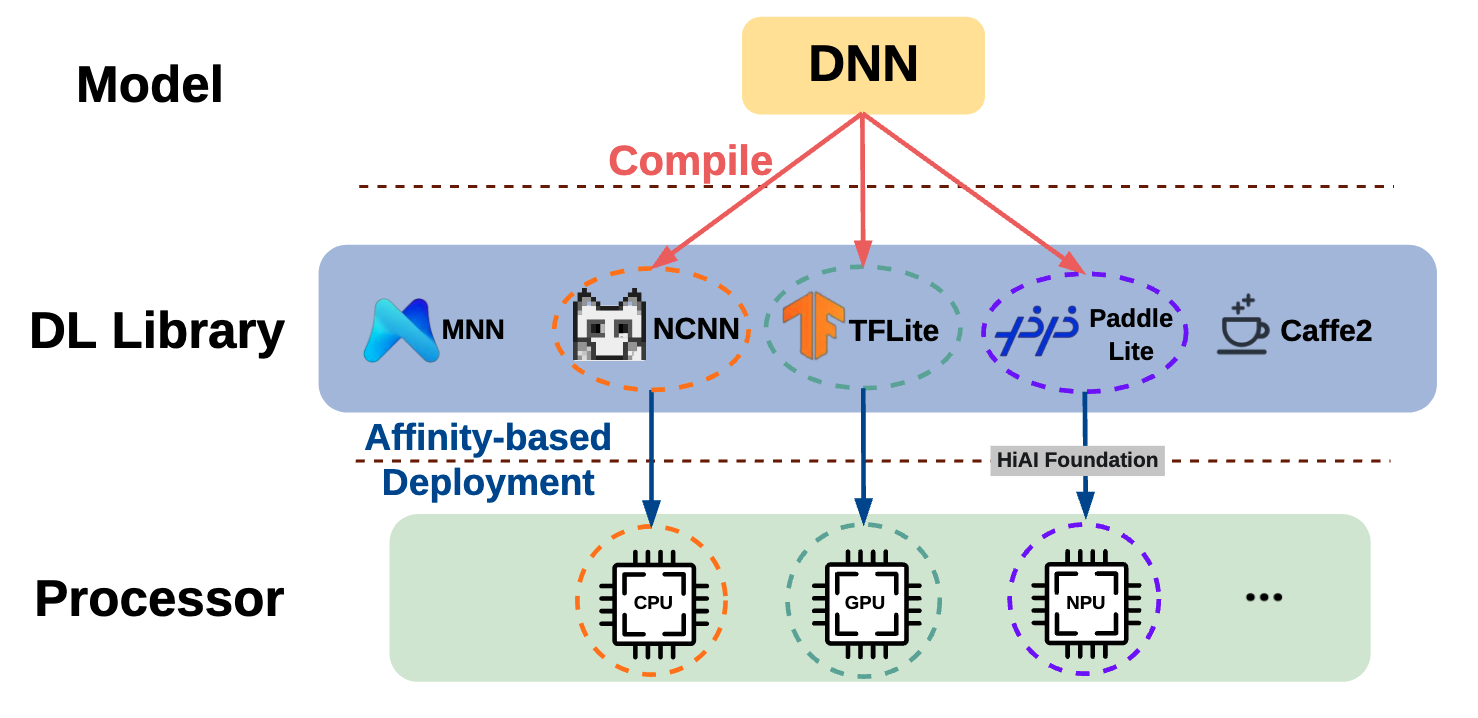 Model
DNN
Compile
DL Library
MNN
NCNN
TFLite
Paddle
Lite
Caffe2
Affinity-based
Deployment
HiAI Foundation
Processor
CPU
GPU
NPU
...